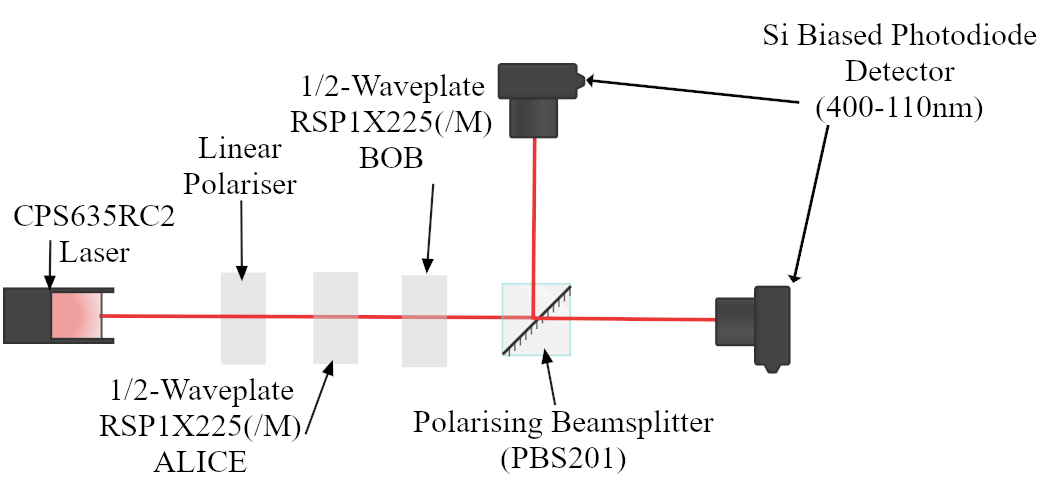 Si Biased Photodiode
Detector
(400-110nm)
1/2-Waveplate
RSP1X225(/M)
BOB
Linear
Polariser
CPS635RC2
Laser
1/2-Waveplate
RSP1X225(/M)
ALICE
Polarising Beamsplitter
(PBS201)